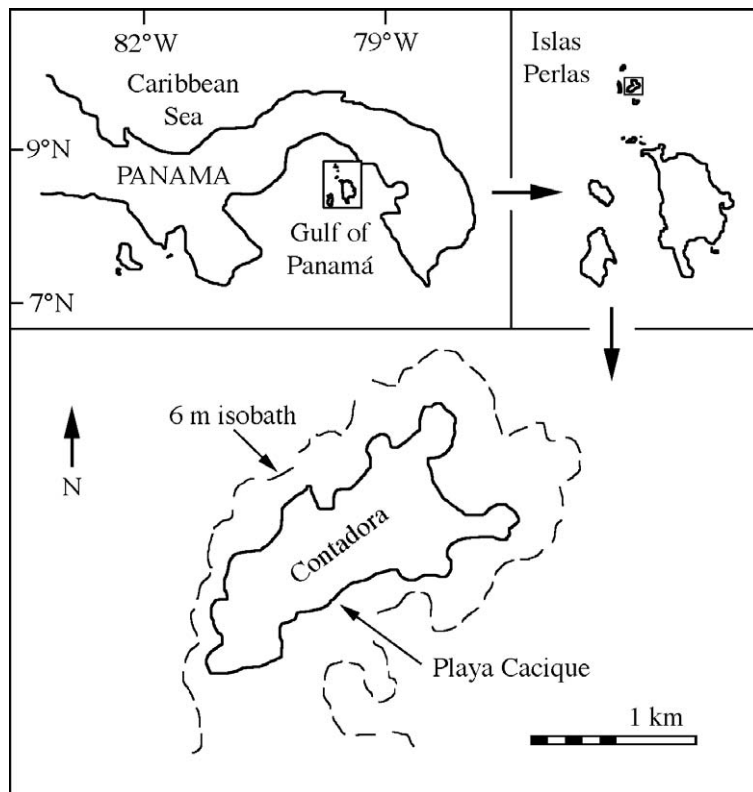 82°W
79°W
Caribbean
Sea
9°N
PANAMA
Gulf of
Panamá
7°N
Islas
Perlas
6 m isobath
N
Contadora
Playa Cacique
1 km